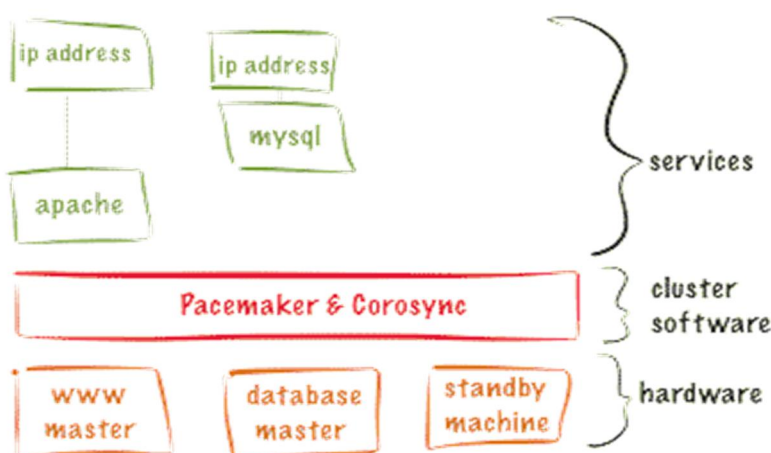 ip address
ip address
mysql
services
apache
Pacemaker & Corosync
cluster
software
www
master
database
master
standby
machine
hardware